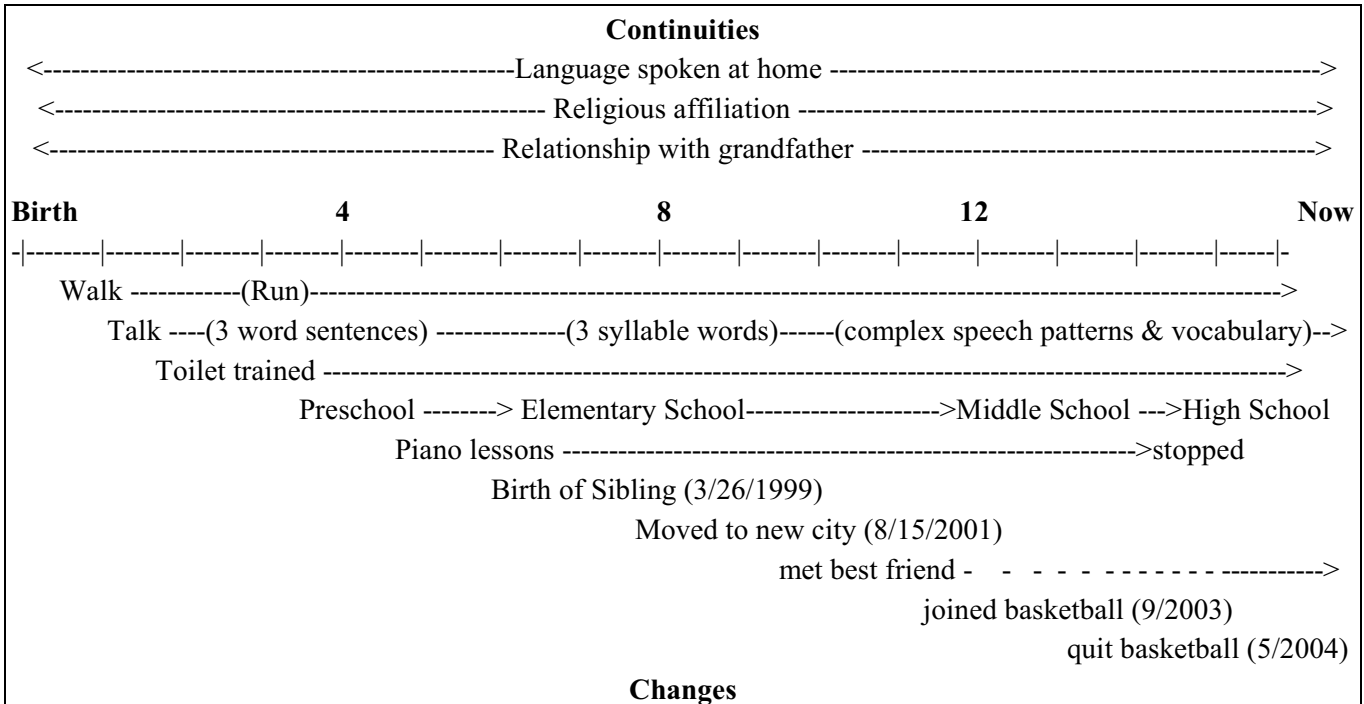 Continuities
<----------------------------------------------------Language spoken at home ------------------------------------------------------>
<----------------------------------------------------- Religious affiliation -------------------------------------------------------->
<------------------------------------------------ Relationship with grandfather ------------------------------------------------->
Birth 4 8 12 Now
-|--------|--------|--------|--------|--------|--------|--------|--------|--------|--------|--------|--------|--------|--------|--------|------|-
Walk ------------(Run)--------------------------------------------------------------------------------------------------------->
Talk ----(3 word sentences) --------------(3 syllable words)------(complex speech patterns & vocabulary)-->
Toilet trained -------------------------------------------------------------------------------------------------------->
Preschool --------> Elementary School---------------------->Middle School --->High School
Piano lessons -------------------------------------------------------------->stopped
Birth of Sibling (3/26/1999)
Moved to new city (8/15/2001)
met best friend - - - - - - - - - - - - - ----------->
joined basketball (9/2003)
quit basketball (5/2004)
Changes